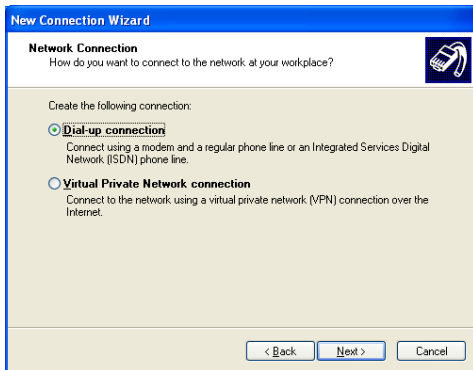 New Connection Wizard
Network Connection
How do you want to connect to the network at your workplace?
Create the following connection:
Dial-up connection
Connect using a modem and a regular phone line or an Integrated Services Digital
Network (ISDN) phone line.
Virtual Private Network connection
Connect to the network using a virtual private network (VPN) connection over the
Internet.
< Back Next > Cancel